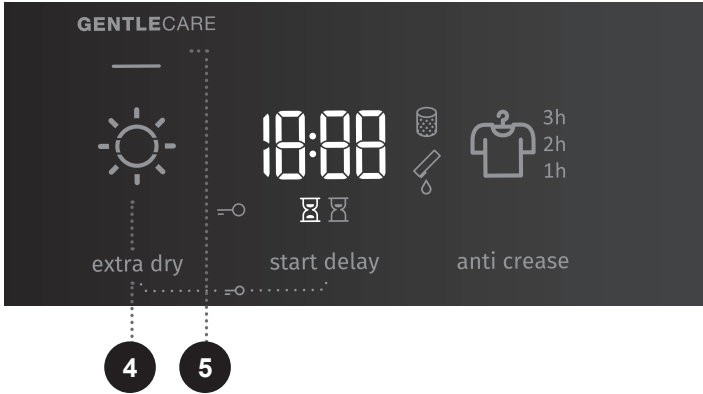 GENTLECARE
18:88
3h
2h
1h
extra dry
start delay
anti crease
4
5